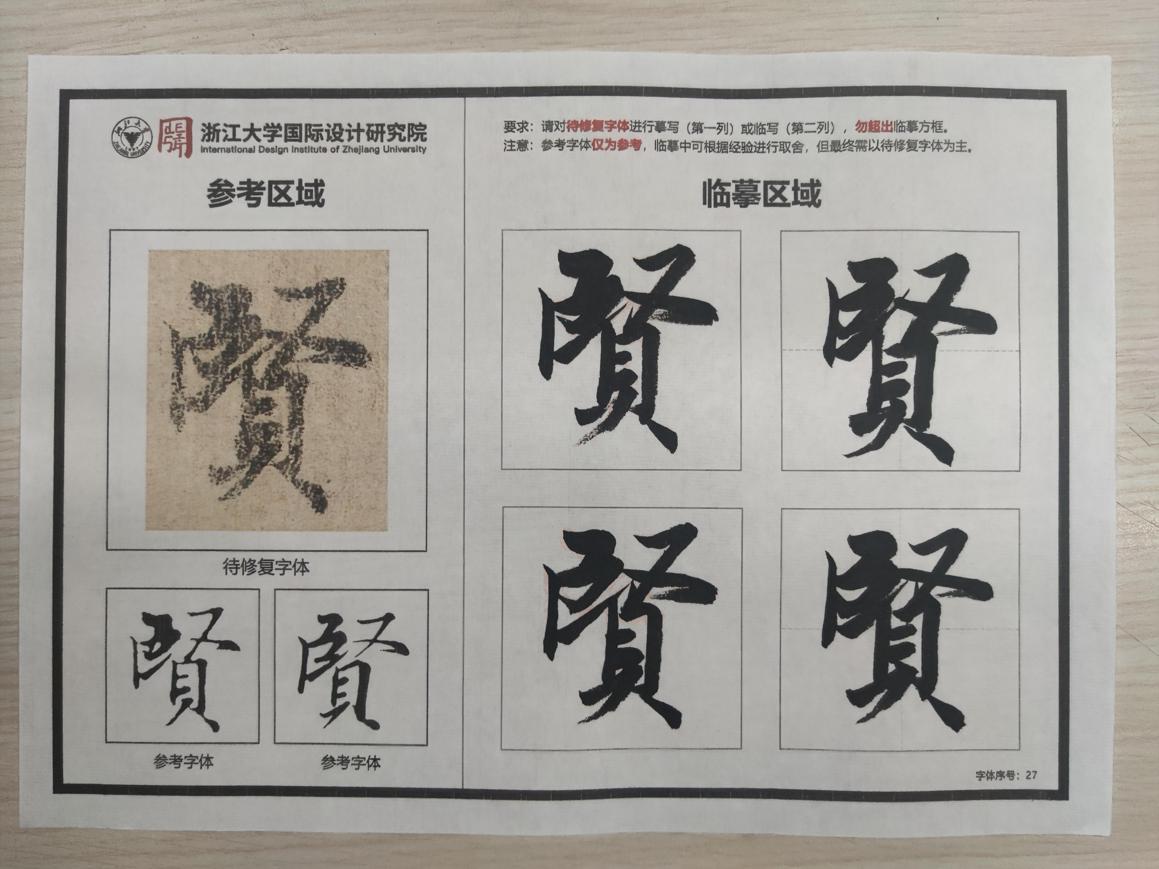 浙江大学国际设计研究院
International Design Institute of Zhejiang University
参考区域
賢
待修复字体
賢
賢
参考字体
参考字体
要求：请对待修复字体进行摹写（第一列）或临写（第二列），勿超出临摹方框。
注意：参考字体仅为参考，临摹中可根据经验进行取舍，但最终需以待修复字体为主。
临摹区域
賢
賢
賢
賢
字体序号：27